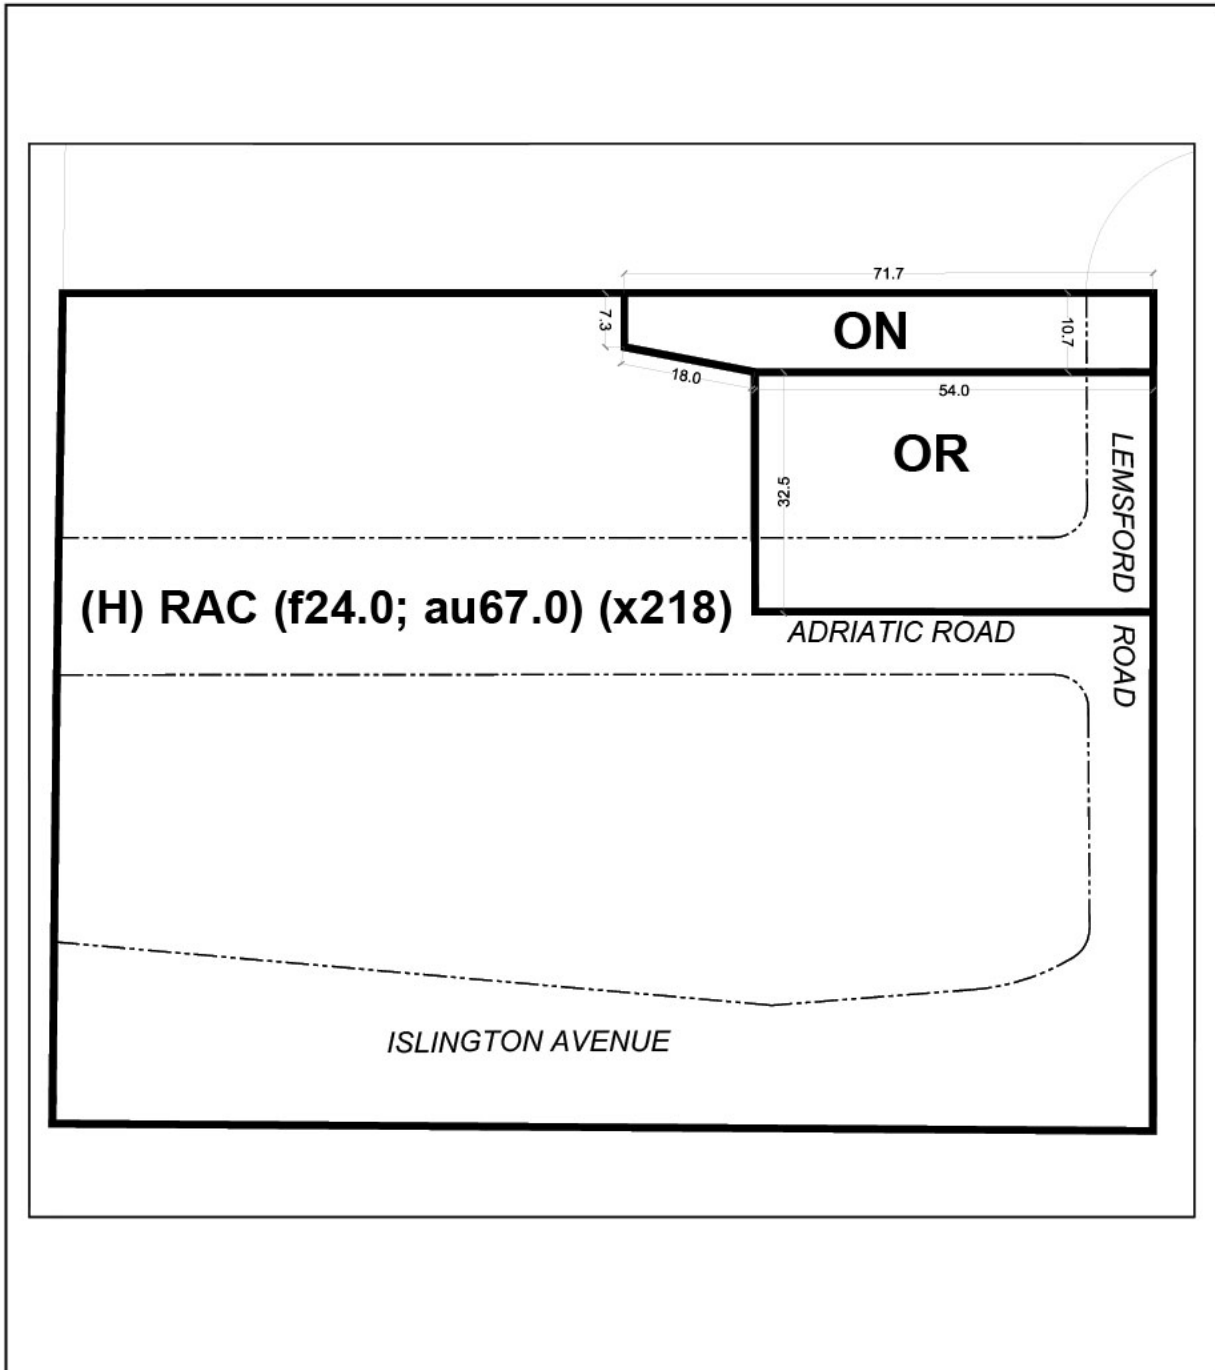 71.7
7.3
ON
10.7
18.0
54.0
OR
32.5
LEMSFORD ROAD
(H) RAC (f24.0; au67.0) (x218)
ADRIATIC ROAD
ISLINGTON AVENUE